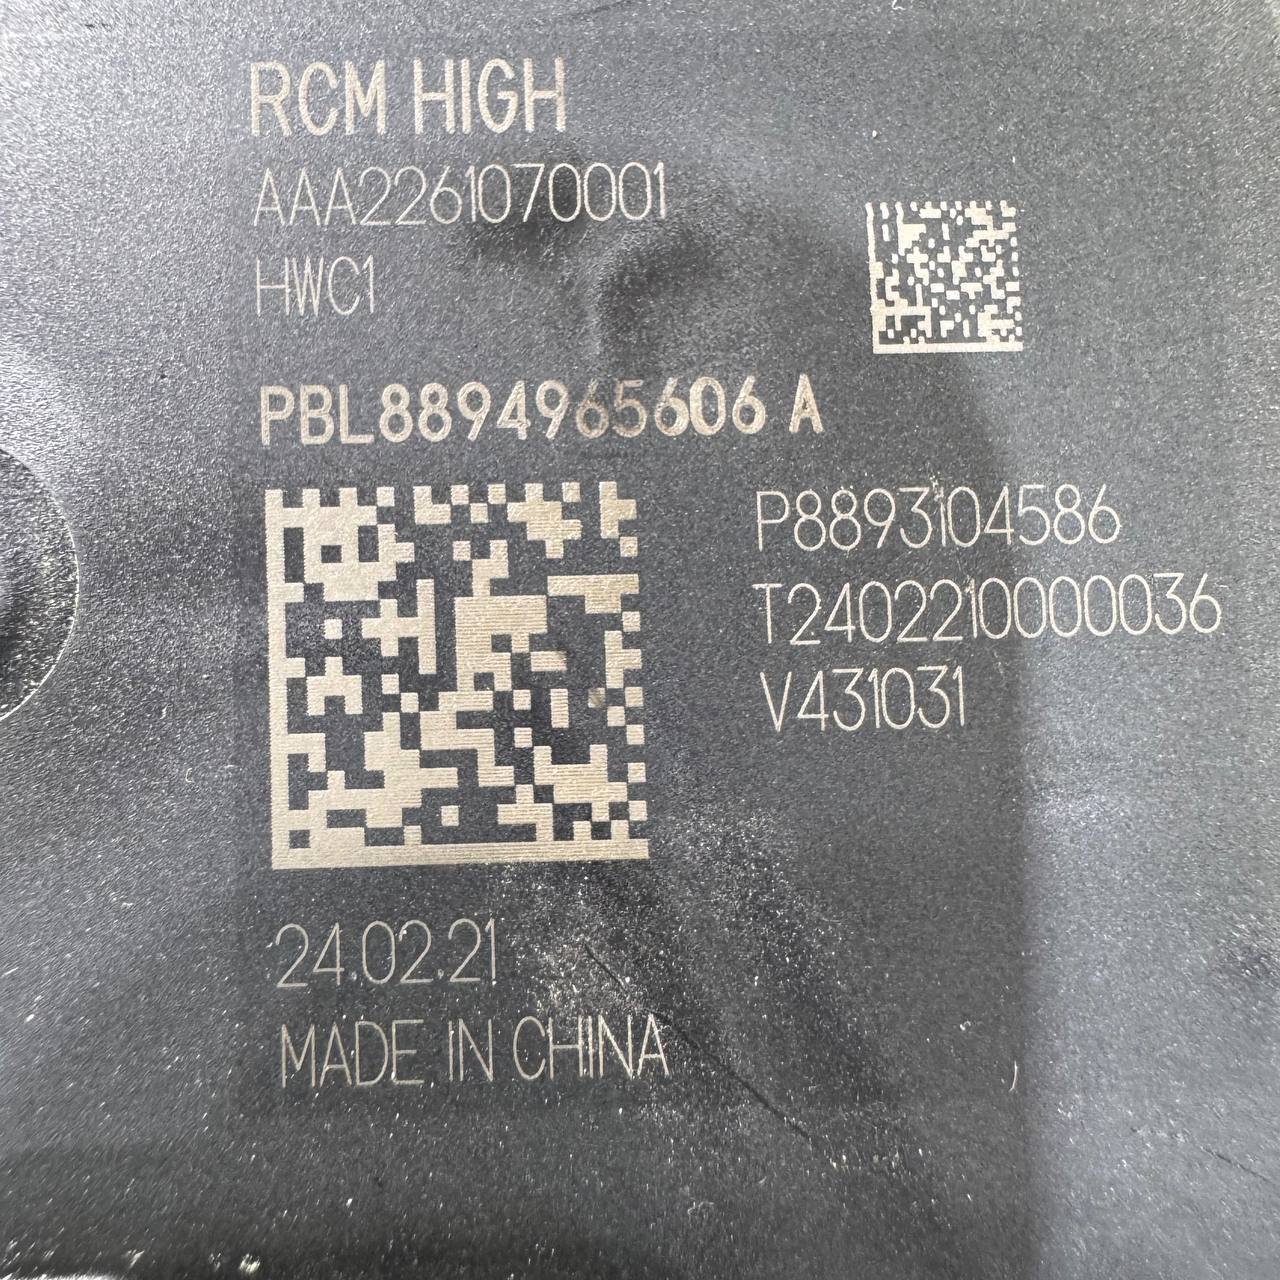 RCM HIGH
AAA2261070001
HWC1
PBL8894965606 A
P8893104586
T2402210000036
V431031
24.02.21
MADE IN CHINA